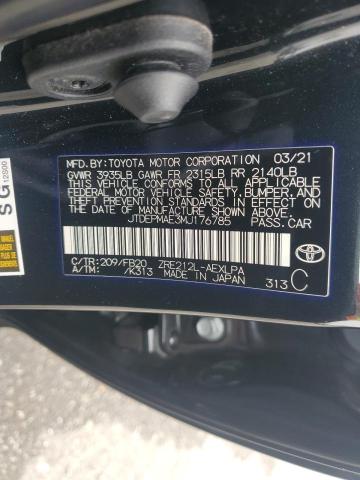 MFD. BY: TOYOTA MOTOR CORPORATION 03/21
GVWR 3935LB GAWR FR 2315LB RR 2140LB
THIS VEHICLE CONFORMS TO ALL APPLICABLE
FEDERAL MOTOR VEHICLE SAFETY, BUMPER, AND
THEFT PREVENTION STANDARDS IN EFFECT ON
THE DATE OF MANUFACTURE SHOWN ABOVE.
JTDEPMAE3MJ176785 PASS.CAR
C/TR: 209/FB20 ZRE212L-AEXLPA
A/TM: /K313 MADE IN JAPAN 313 C
SG
12S00